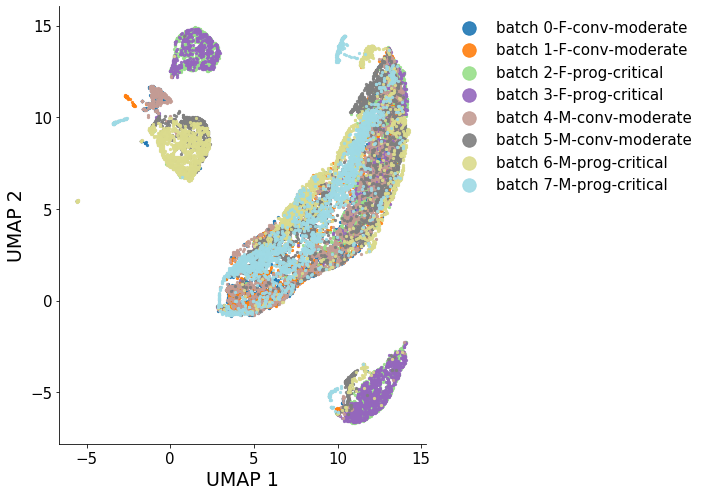 15
10
5
0
−5
−5
0
5
10
15
UMAP 1
UMAP 2
batch 0-F-conv-moderate
batch 1-F-conv-moderate
batch 2-F-prog-critical
batch 3-F-prog-critical
batch 4-M-conv-moderate
batch 5-M-conv-moderate
batch 6-M-prog-critical
batch 7-M-prog-critical